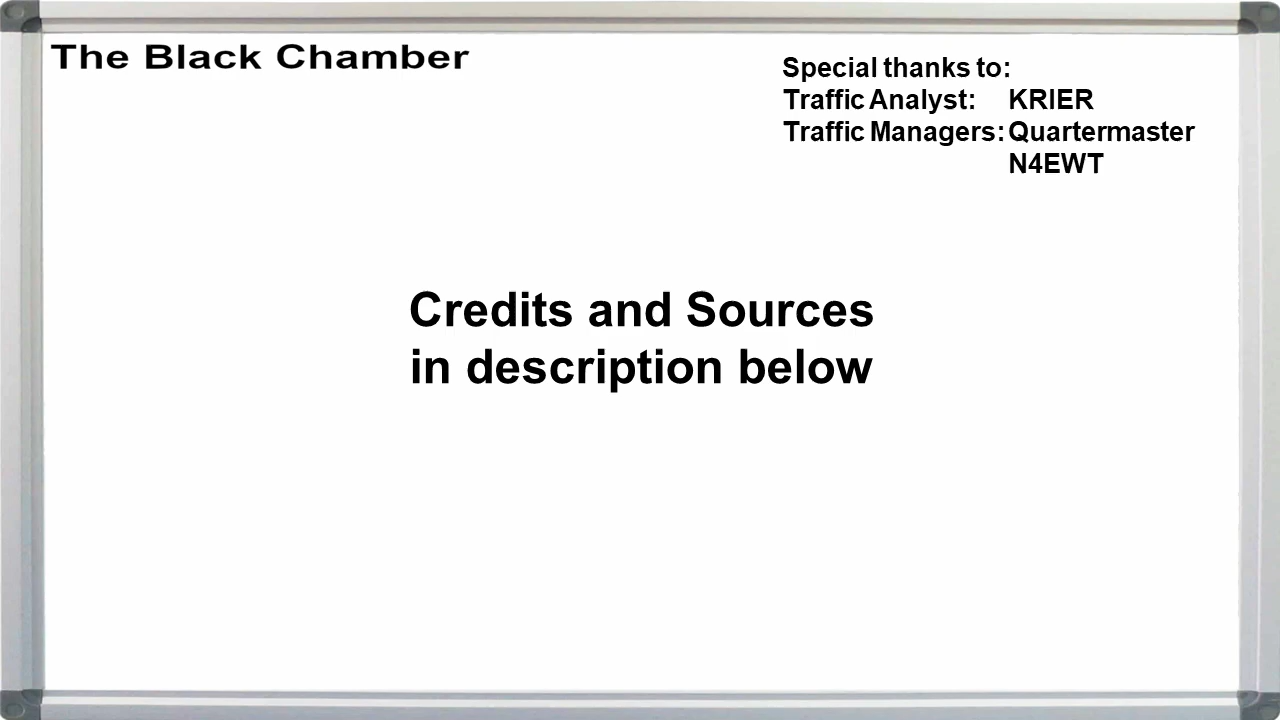 The Black Chamber
Special thanks to:
Traffic Analyst: KRIER
Traffic Managers: Quartermaster
N4EWT
Credits and Sources
in description below